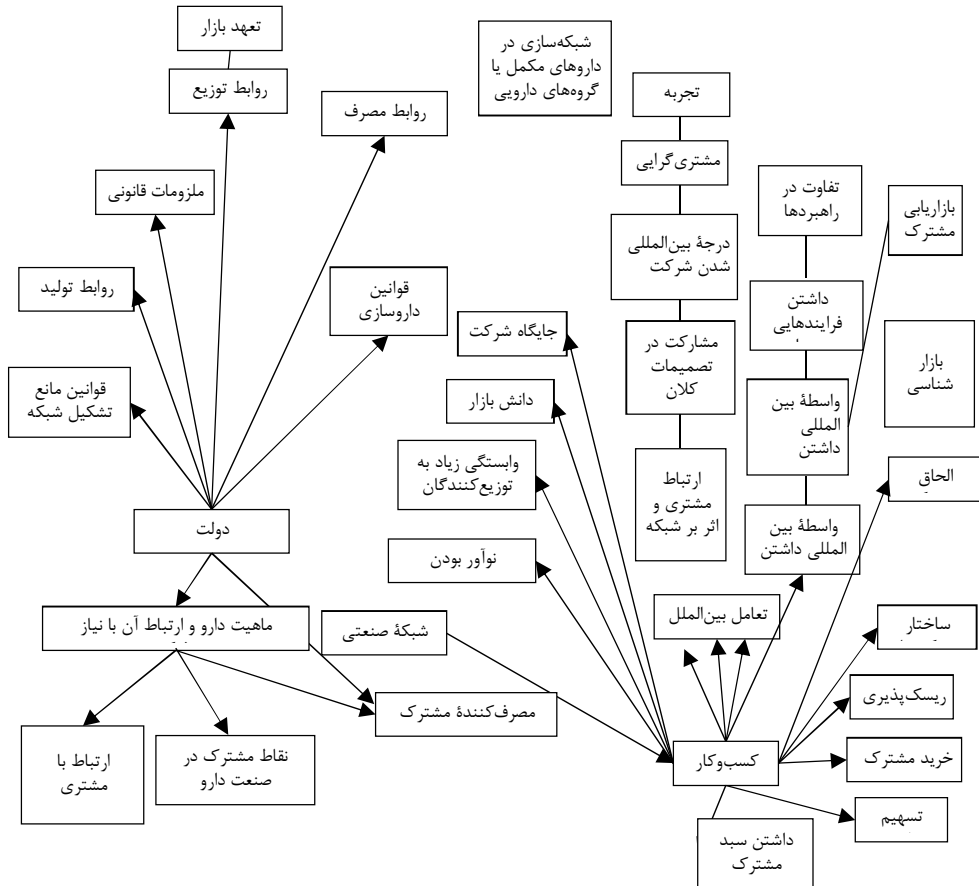 تعهد بازار
روابط توزیع
روابط مصرف
ملزومات قانونی
روابط تولید
قوانین
داروسازی
قوانین مانع
تشکیل شبکه
دولت
ماهیت دارو و ارتباط آن با نیاز
ارتباط با
مشتری
نقاط مشترک در
صنعت دارو
مصرف‌کنندهٔ مشترک
شبکهٔ صنعتی
شبکه‌سازی در
داروهای مکمل یا
گروه‌های دارویی
تجربه
مشتری‌گرایی
درجهٔ بین‌المللی
شدن شرکت
مشارکت در
تصمیمات
کلان
ارتباط
مشتری و
اثر بر شبکه
جایگاه شرکت
دانش بازار
وابستگی زیاد به
توزیع‌کنندگان
نوآور بودن
تفاوت در
راهبردها
داشتن
فرایندهایی
واسطهٔ بین
المللی
داشتن
واسطهٔ بین
المللی داشتن
تعامل بین‌الملل
بازاریابی
مشترک
بازار
شناسی
الحاق
ساختار
ریسک‌پذیری
خرید مشترک
تسهیم
کسب‌وکار
داشتن سبد
مشترک